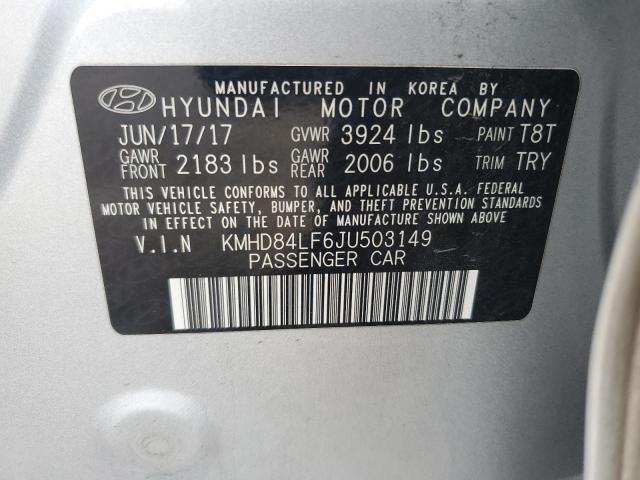 MANUFACTURED IN KOREA BY
HYUNDAI MOTOR COMPANY
JUN/17/17 GVWR 3924 lbs PAINT T8T
GAWR FRONT 2183 lbs GAWR REAR 2006 lbs TRIM TRY
THIS VEHICLE CONFORMS TO ALL APPLICABLE U.S.A. FEDERAL
MOTOR VEHICLE SAFETY, BUMPER, AND THEFT PREVENTION
STANDARDS IN EFFECT ON THE DATE OF MANUFACTURE SHOWN ABOVE.
V.I.N KMHD84LF6JU503149
PASSENGER CAR